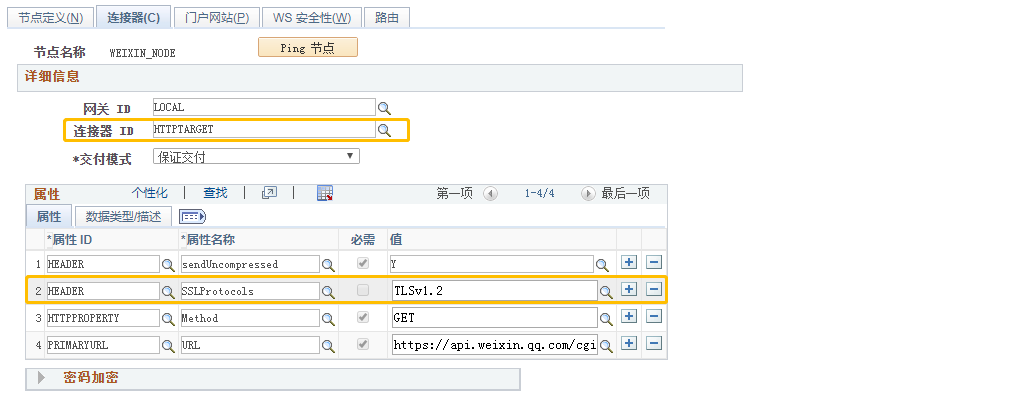 节点定义(N) 连接器(C) 门户网站(P) WS 安全性(W) 路由
节点名称 WEIXIN_NODE Ping 节点
详细信息
网关 ID LOCAL
连接器 ID HTTPTARGET
*交付模式 保证交付
属性 个性化 | 查找 | | 第一项 1-4/4 最后一项
属性 数据类型/描述
*属性 ID *属性名称 必需 值
1 HEADER sendUncompressed Y
2 HEADER SSLProtocols TLSv1.2
3 HTTPPROPERTY Method GET
4 PRIMARYURL URL https://api.weixin.qq.com/cgi
密码加密